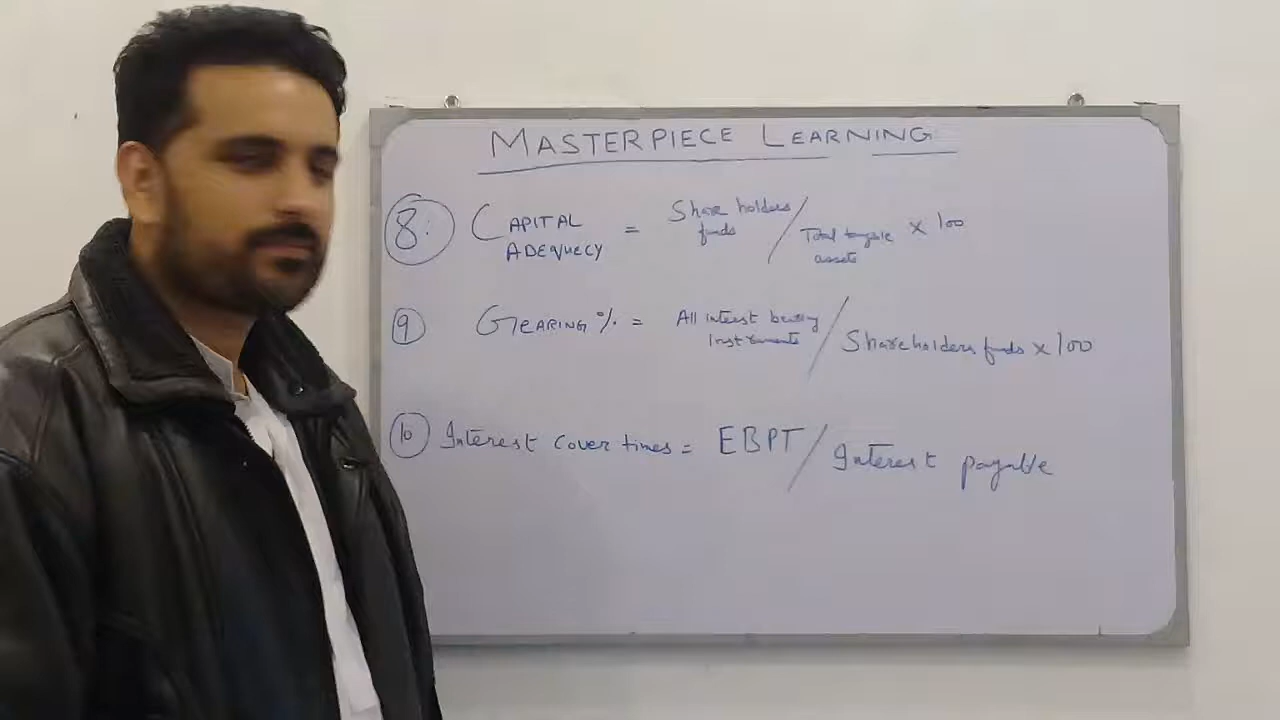 MASTERPIECE LEARNING
8: CAPITAL ADEQUECY = Share holders funds / Total tangible assets × 100
9 GEARING % = All interest bearing Instruments / Shareholders funds × 100
10 Interest cover times = EBPT / Interest payable